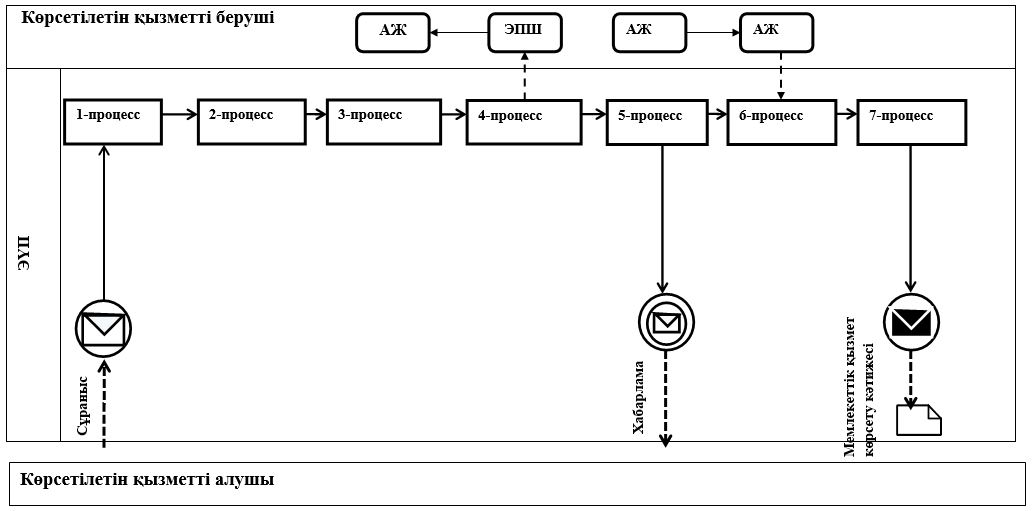 Көрсетілетін қызметті беруші
АЖ
ЭПШ
АЖ
АЖ
ЭҮП
1-процесс
2-процесс
3-процесс
4-процесс
5-процесс
6-процесс
7-процесс
Сұраныс
Хабарлама
Мемлекеттік қызмет
көрсету кәтижесі
Көрсетілетін қызметті алушы